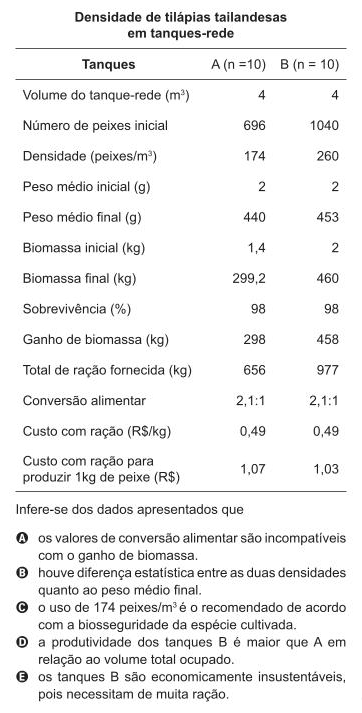 Densidade de tilápias tailandesas
em tanques-rede
Tanques A (n =10) B (n = 10)
Volume do tanque-rede (m³) 4 4
Número de peixes inicial 696 1040
Densidade (peixes/m³) 174 260
Peso médio inicial (g) 2 2
Peso médio final (g) 440 453
Biomassa inicial (kg) 1,4 2
Biomassa final (kg) 299,2 460
Sobrevivência (%) 98 98
Ganho de biomassa (kg) 298 458
Total de ração fornecida (kg) 656 977
Conversão alimentar 2,1:1 2,1:1
Custo com ração (R$/kg) 0,49 0,49
Custo com ração para
produzir 1kg de peixe (R$) 1,07 1,03
Infere-se dos dados apresentados que
A os valores de conversão alimentar são incompatíveis
com o ganho de biomassa.
B houve diferença estatística entre as duas densidades
quanto ao peso médio final.
C o uso de 174 peixes/m³ é o recomendado de acordo
com a biosseguridade da espécie cultivada.
D a produtividade dos tanques B é maior que A em
relação ao volume total ocupado.
E os tanques B são economicamente insustentáveis,
pois necessitam de muita ração.